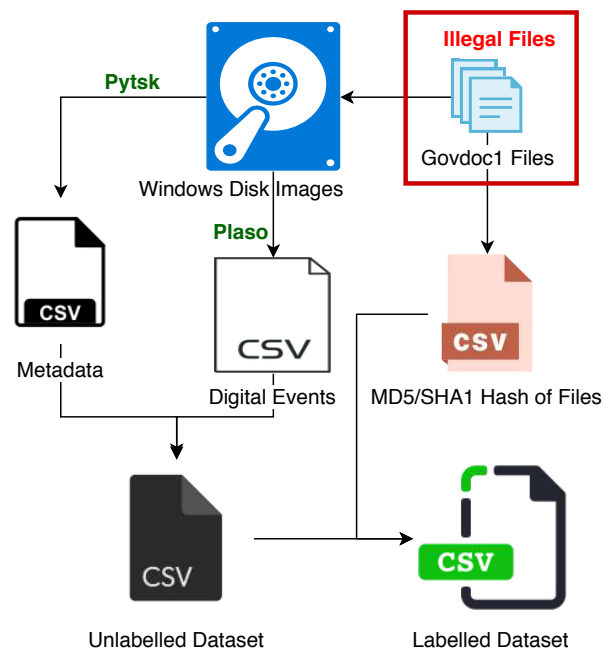 Illegal Files
Pytsk
Govdoc1 Files
Windows Disk Images
Plaso
CSV
CSV
CSV
Metadata
Digital Events
MD5/SHA1 Hash of Files
CSV
CSV
Unlabelled Dataset
Labelled Dataset